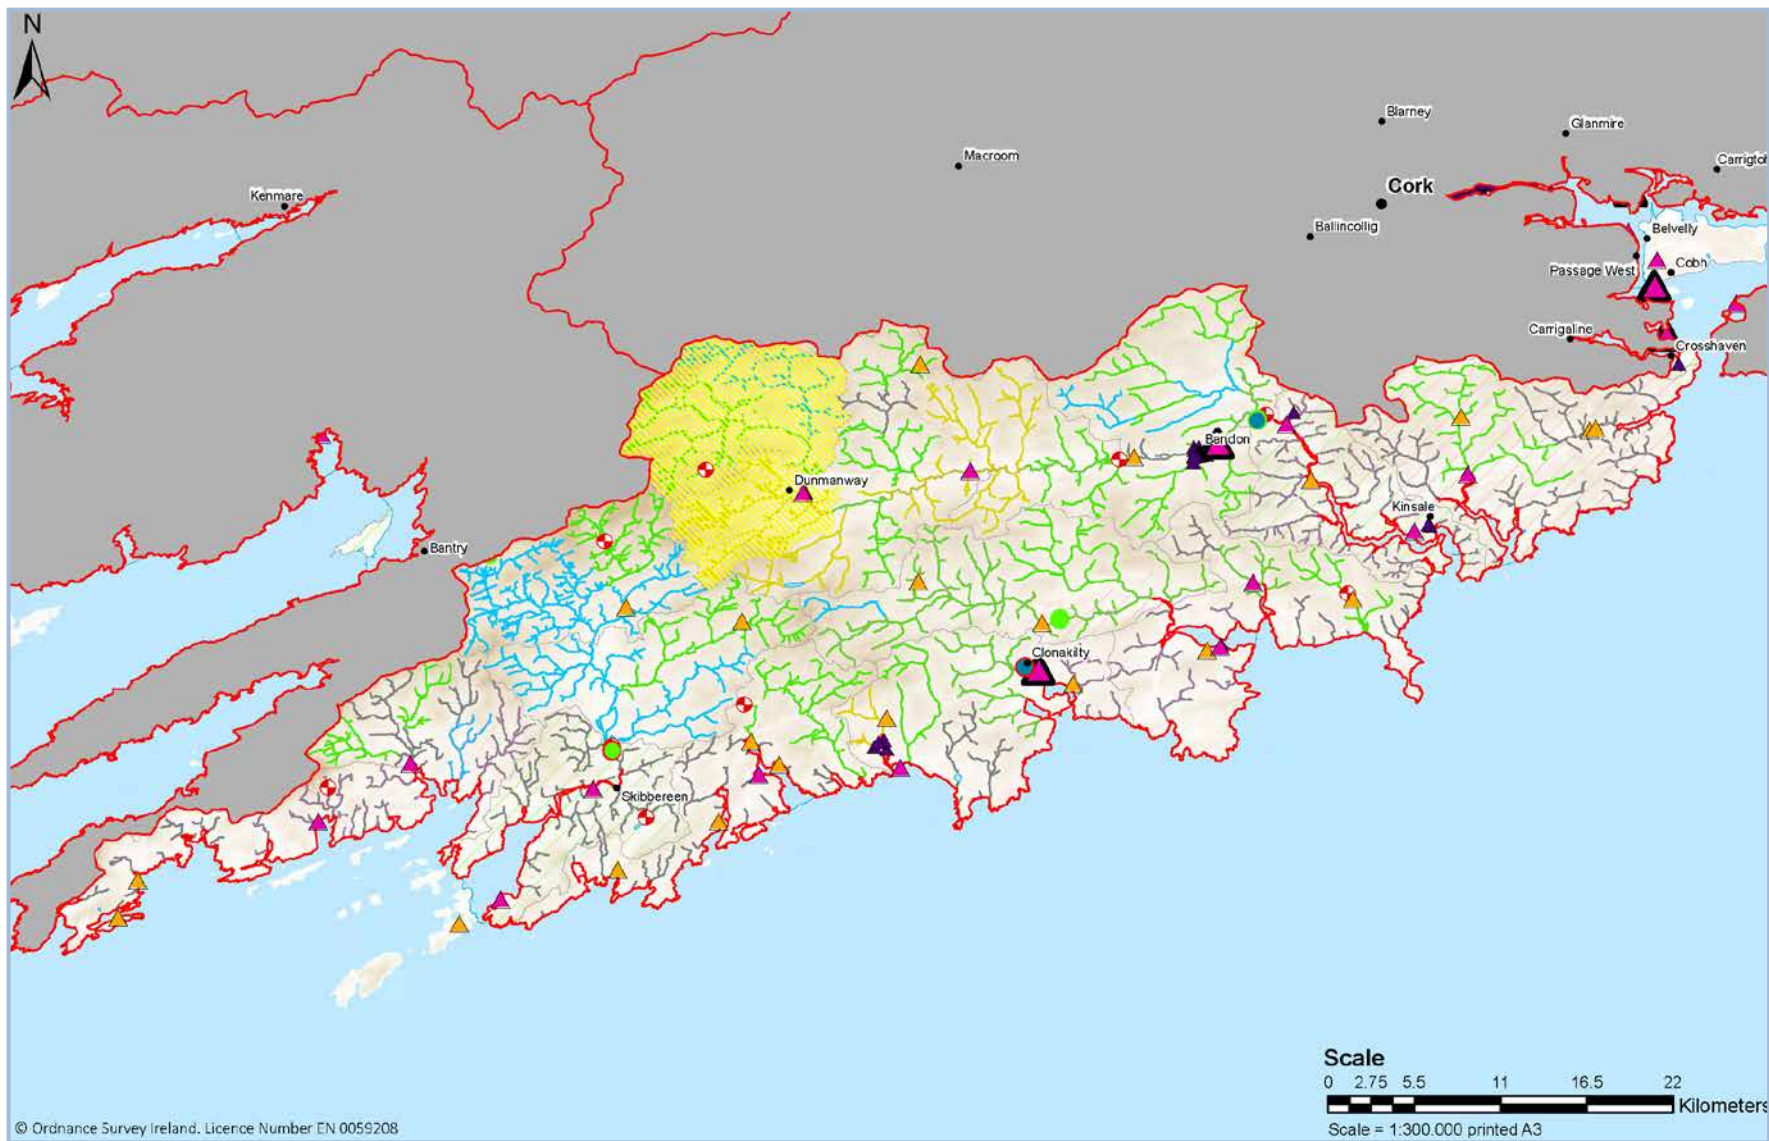 N
Blarney
Glanmire
Macroom
Carrigtoh
Cork
Kenmare
Ballincollig
Belvelly
Passage West
Cobh
Carrigaline
Crosshaven
Bandon
Dunmanway
Kinsale
Bantry
Clonakilty
Skibbereen
Scale
0 2.75 5.5 11 16.5 22
Kilometers
Scale = 1:300.000 printed A3
© Ordnance Survey Ireland. Licence Number EN 0059208